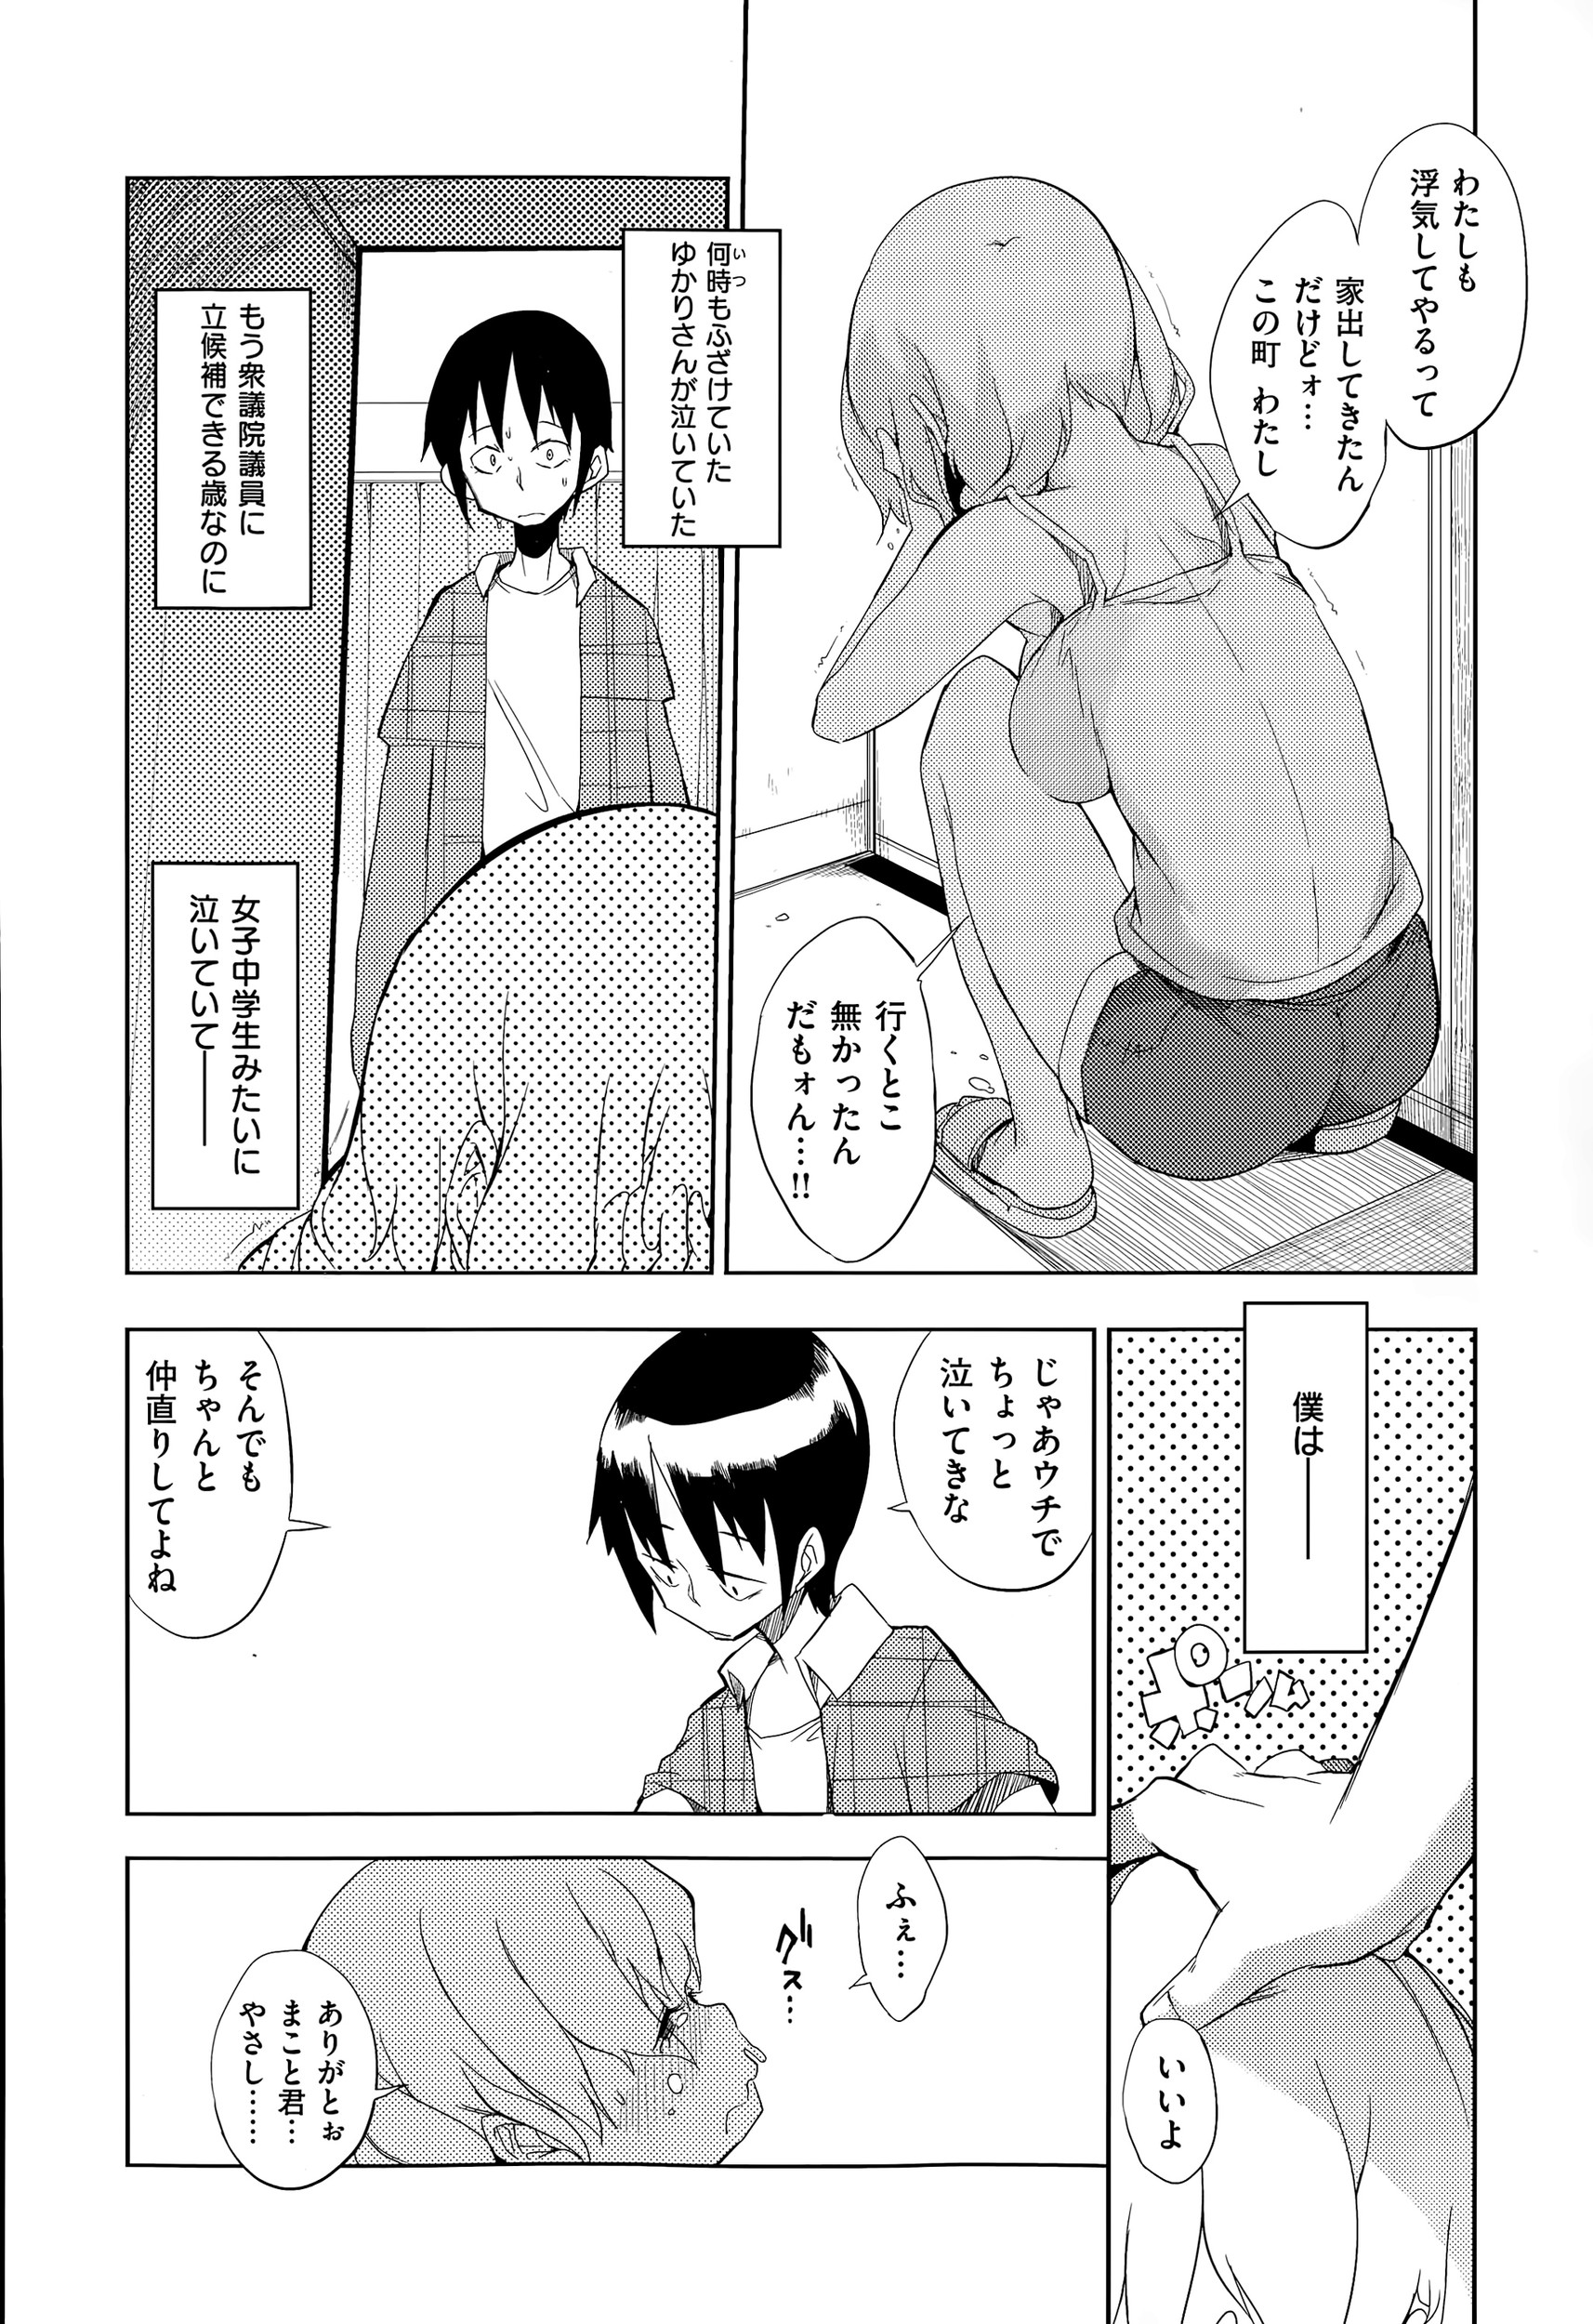 わたしも
浮気してやるって
家出してきたん
だけどォ…
この町 わたし
行くとこ
無かったん
だもォん…!!
何時もふざけていた
いつ
ゆかりさんが泣いていた
もう衆議院議員に
立候補できる歳なのに
女子中学生みたいに
泣いていて――
僕は――
ポーム
いいよ
じゃあウチで
ちょっと
泣いてきな
そんでも
ちゃんと
仲直りしてよね
ふぇ…
グス…
ありがとぉ
まこと君…
やさし……